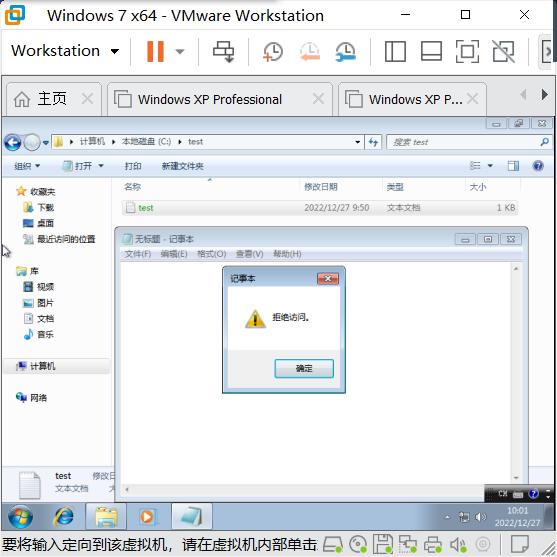 Windows 7 x64 - VMware Workstation
Workstation
主页
Windows XP Professional
Windows XP P...
计算机 本地磁盘 (C:) test
搜索 test
组织 打开 打印 新建文件夹
名称 修改日期 类型 大小
test 2022/12/27 9:50 文本文档 1 KB
收藏夹
下载
桌面
最近访问的位置
库
视频
图片
文档
音乐
计算机
网络
无标题 - 记事本
文件(F) 编辑(E) 格式(O) 查看(V) 帮助(H)
记事本
拒绝访问。
确定
test 修改日
文本文档
CH
10:01
2022/12/27
要将输入定向到该虚拟机，请在虚拟机内部单击